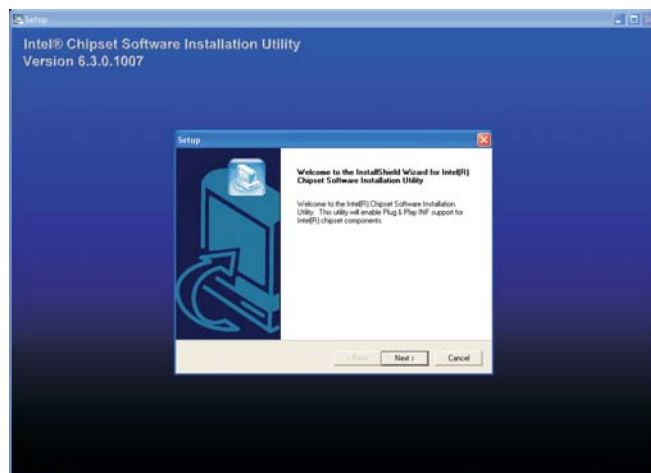 Setup
Intel® Chipset Software Installation Utility
Version 6.3.0.1007
Setup
Welcome to the InstallShield Wizard for Intel(R)
Chipset Software Installation Utility
Welcome to the Intel(R) Chipset Software Installation
Utility. This utility will enable Plug & Play INF support for
Intel(R) chipset components.
< Back Next > Cancel